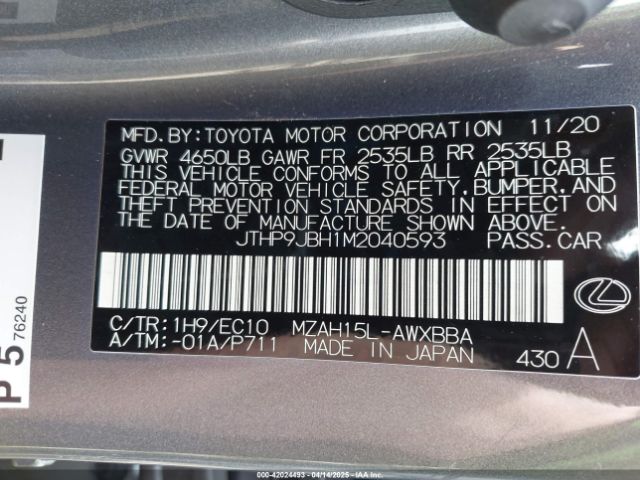 MFD. BY: TOYOTA MOTOR CORPORATION 11/20
GVWR 4650LB GAWR FR 2535LB RR 2535LB
THIS VEHICLE CONFORMS TO ALL APPLICABLE
FEDERAL MOTOR VEHICLE SAFETY, BUMPER, AND
THEFT PREVENTION STANDARDS IN EFFECT ON
THE DATE OF MANUFACTURE SHOWN ABOVE.
JTHP9JBH1M2040593 PASS. CAR
C/TR: 1H9/EC10 MZAH15L-AWXBBA
A/TM: -01A/P711 MADE IN JAPAN 430 A
P 5 76240
000-42024493 - 04/14/2025 - IAA Inc.